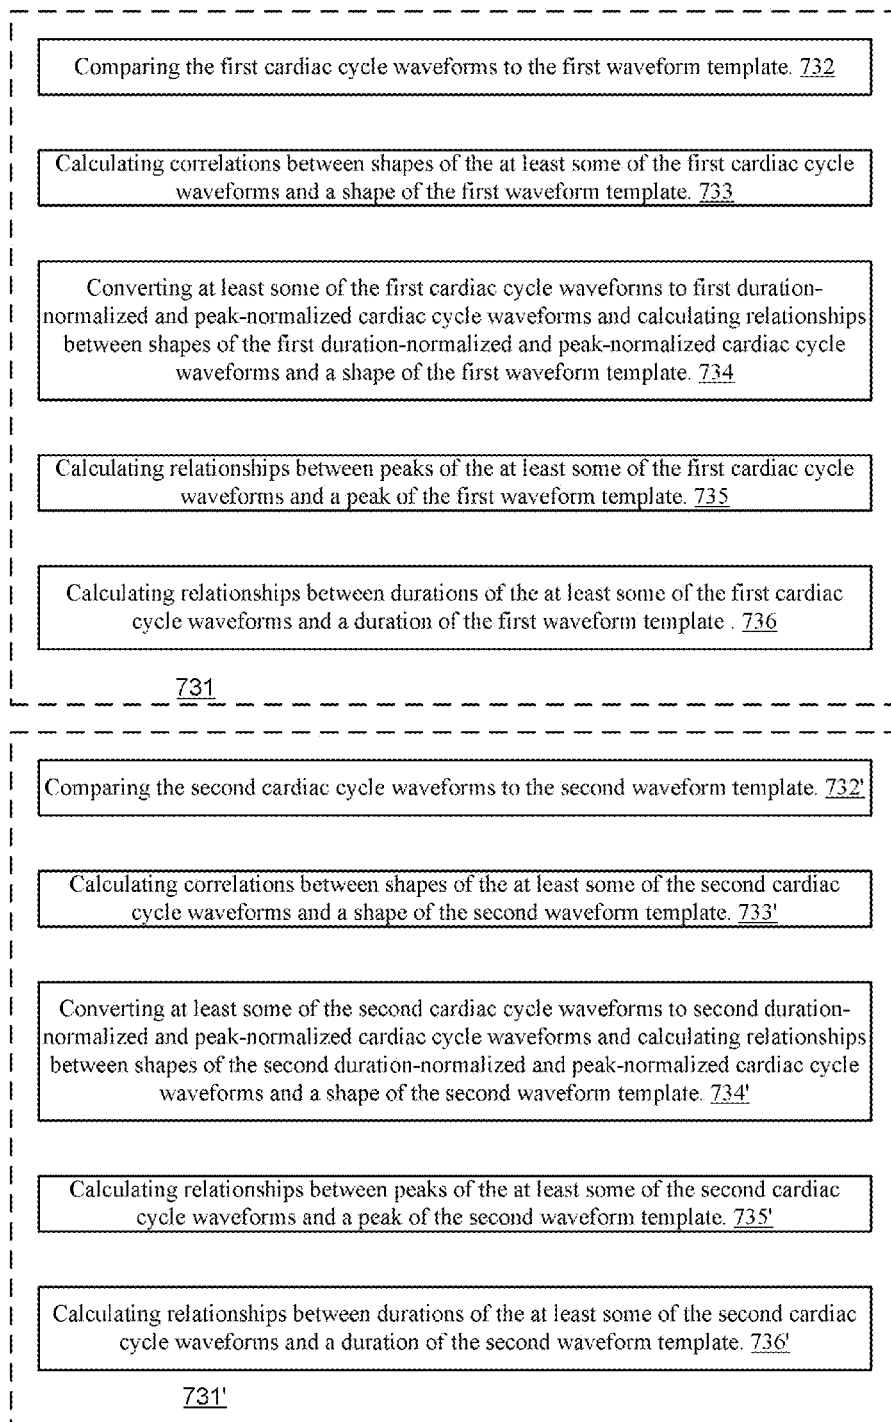 Comparing the first cardiac cycle waveforms to the first waveform template. 732
Calculating correlations between shapes of the at least some of the first cardiac cycle
waveforms and a shape of the first waveform template. 733
Converting at least some of the first cardiac cycle waveforms to first duration-
normalized and peak-normalized cardiac cycle waveforms and calculating relationships
between shapes of the first duration-normalized and peak-normalized cardiac cycle
waveforms and a shape of the first waveform template. 734
Calculating relationships between peaks of the at least some of the first cardiac cycle
waveforms and a peak of the first waveform template. 735
Calculating relationships between durations of the at least some of the first cardiac
cycle waveforms and a duration of the first waveform template . 736
731
Comparing the second cardiac cycle waveforms to the second waveform template. 732'
Calculating correlations between shapes of the at least some of the second cardiac
cycle waveforms and a shape of the second waveform template. 733'
Converting at least some of the second cardiac cycle waveforms to second duration-
normalized and peak-normalized cardiac cycle waveforms and calculating relationships
between shapes of the second duration-normalized and peak-normalized cardiac cycle
waveforms and a shape of the second waveform template. 734'
Calculating relationships between peaks of the at least some of the second cardiac
cycle waveforms and a peak of the second waveform template. 735'
Calculating relationships between durations of the at least some of the second cardiac
cycle waveforms and a duration of the second waveform template. 736'
731'